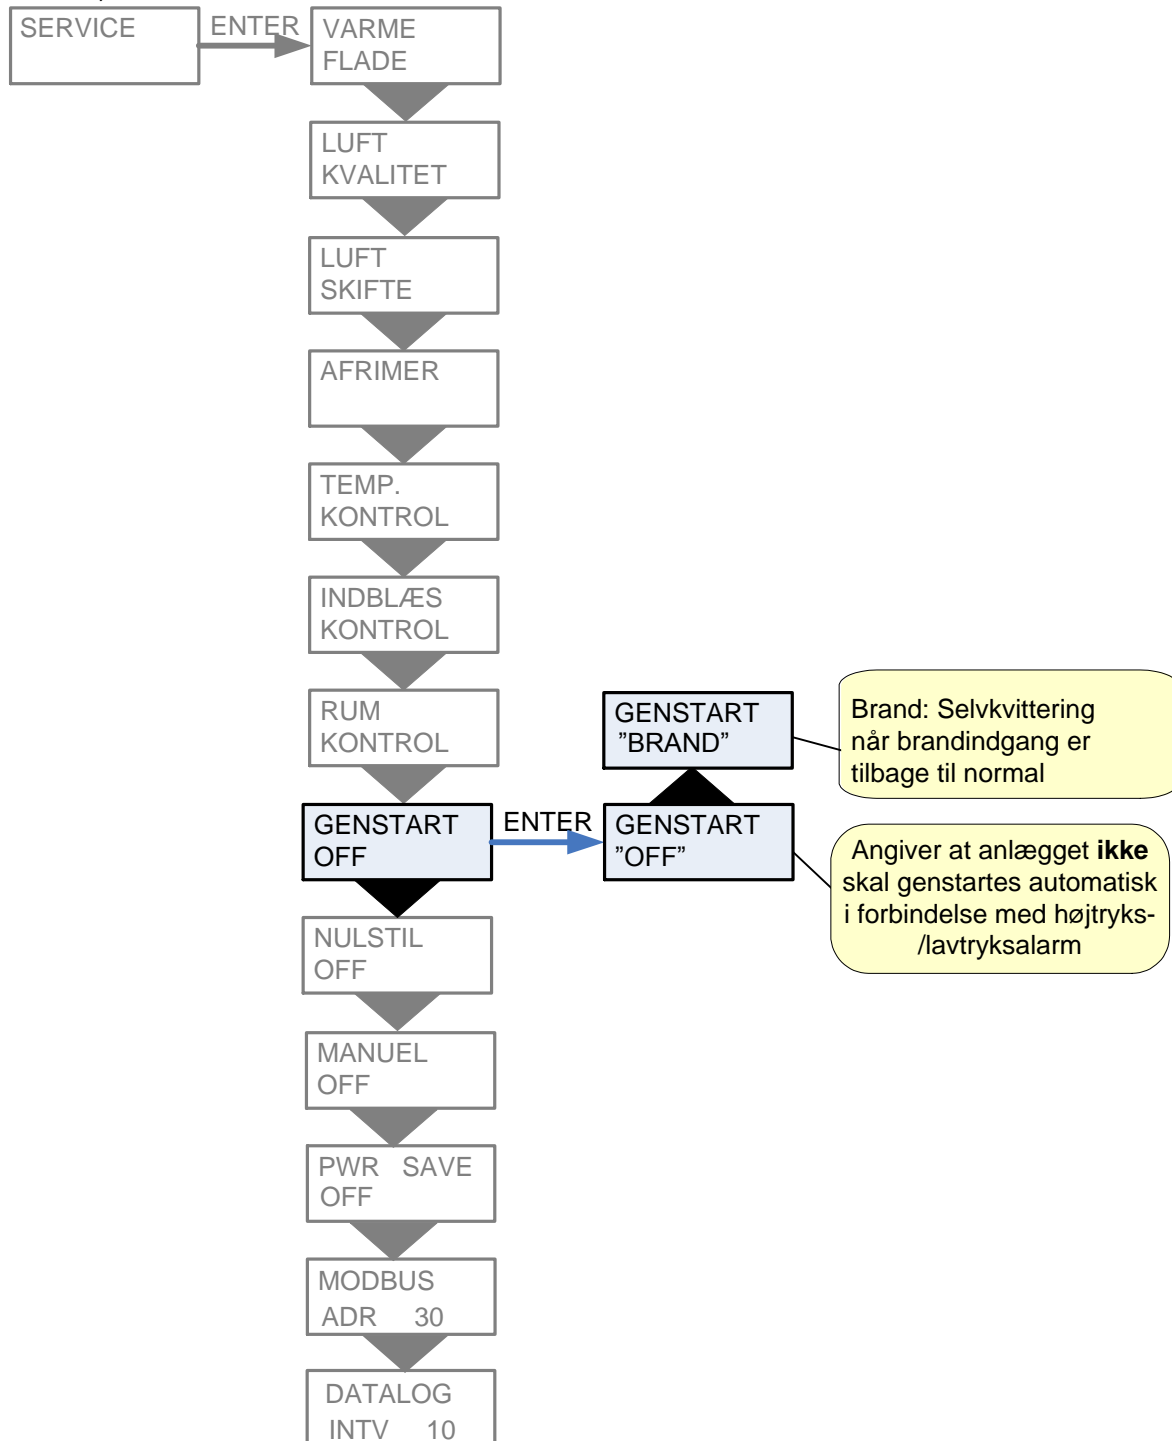 SERVICE
ENTER
VARME
FLADE
LUFT
KVALITET
LUFT
SKIFTE
AFRIMER
TEMP.
KONTROL
INDBLÆS
KONTROL
RUM
KONTROL
GENSTART
”BRAND”
Brand: Selvkvittering
når brandindgang er
tilbage til normal
GENSTART
OFF
ENTER
GENSTART
”OFF”
Angiver at anlægget ikke
skal genstartes automatisk
i forbindelse med højtryks-
/lavtryksalarm
NULSTIL
OFF
MANUEL
OFF
PWR SAVE
OFF
MODBUS
ADR 30
DATALOG
INTV 10